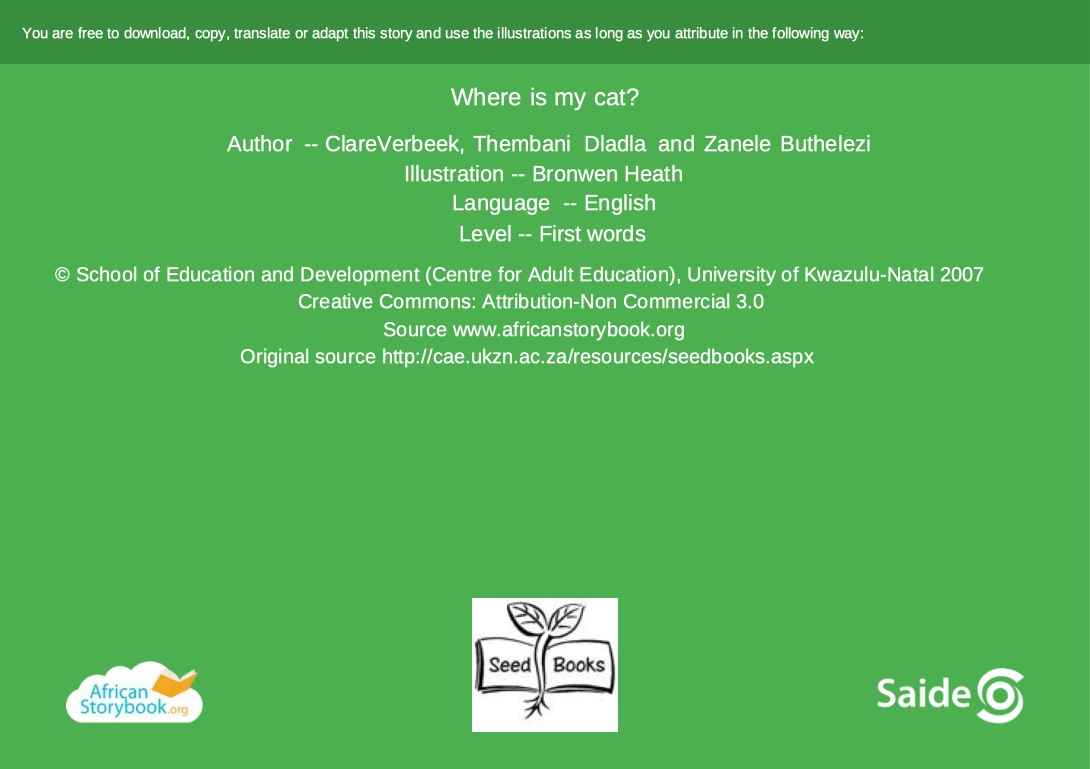 You are free to download, copy, translate or adapt this story and use the illustrations as long as you attribute in the following way:
Where is my cat?
Author -- ClareVerbeek, Thembani Dladla and Zanele Buthelezi
Illustration -- Bronwen Heath
Language -- English
Level -- First words
© School of Education and Development (Centre for Adult Education), University of Kwazulu-Natal 2007
Creative Commons: Attribution-Non Commercial 3.0
Source www.africanstorybook.org
Original source http://cae.ukzn.ac.za/resources/seedbooks.aspx
African
Storybook.org
Seed Books
Saide